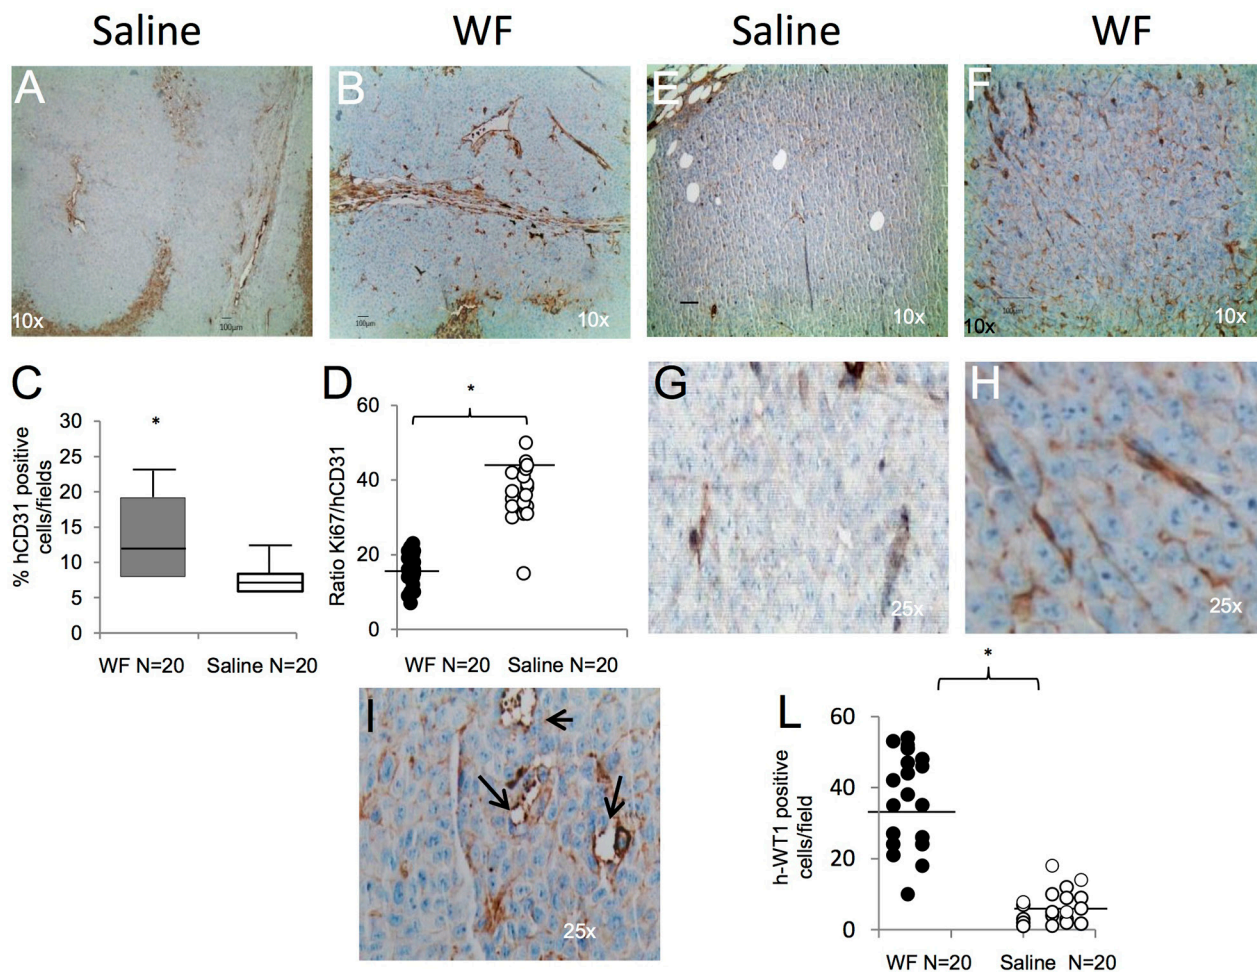 Saline WF Saline WF
A B E F
10x 100µm 100µm 10x 10x 100µm 10x
C D G H
% hCD31 positive
cells/fields
30
25
20
15
10
5
0
*
WF N=20 Saline N=20
Ratio Ki67/hCD31
60
40
20
0
*
WF N=20 Saline N=20
25x 25x
I
25x
L
h-WT1 positive
cells/field
60
40
20
0
*
WF N=20 Saline N=20